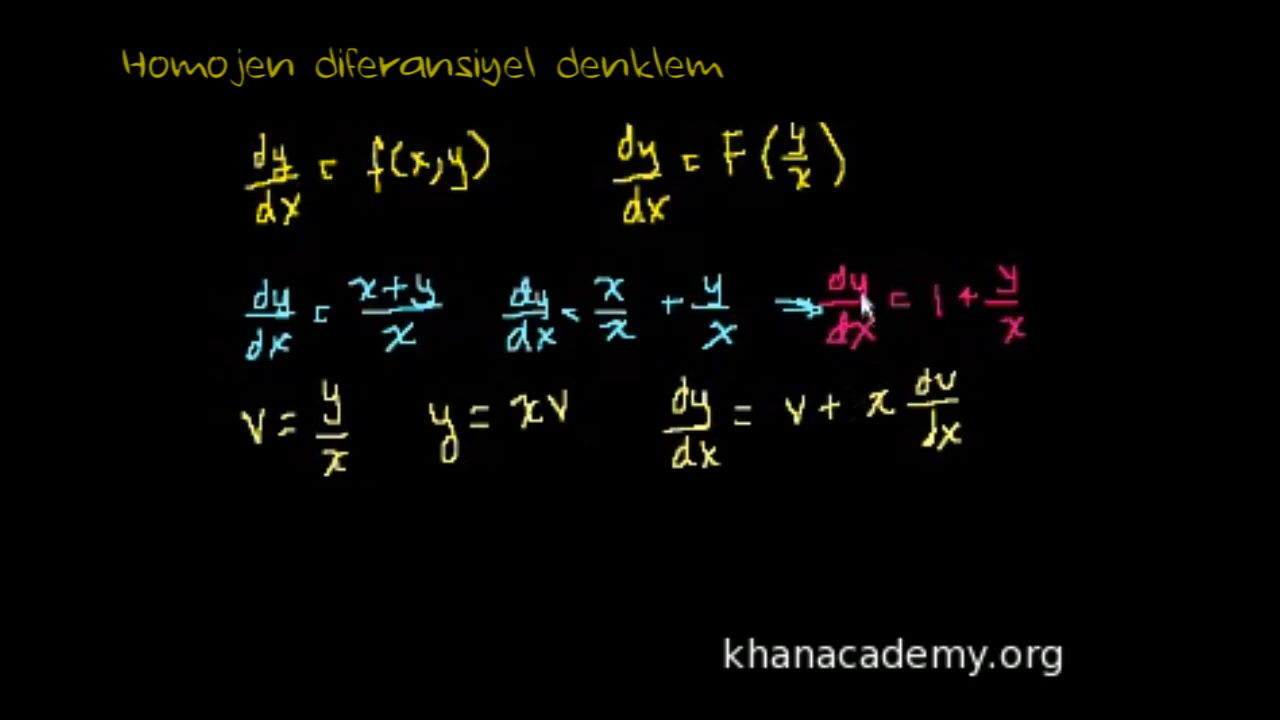 Homojen diferansiyel denklem
dy/dx = f(x,y) dy/dx = F(y/x)
dy/dx = x+y/x dy/dx = x/x + y/x ⇒ dy/dx = 1 + y/x
v = y/x y = xv dy/dx = v + x dv/dx
khanacademy.org